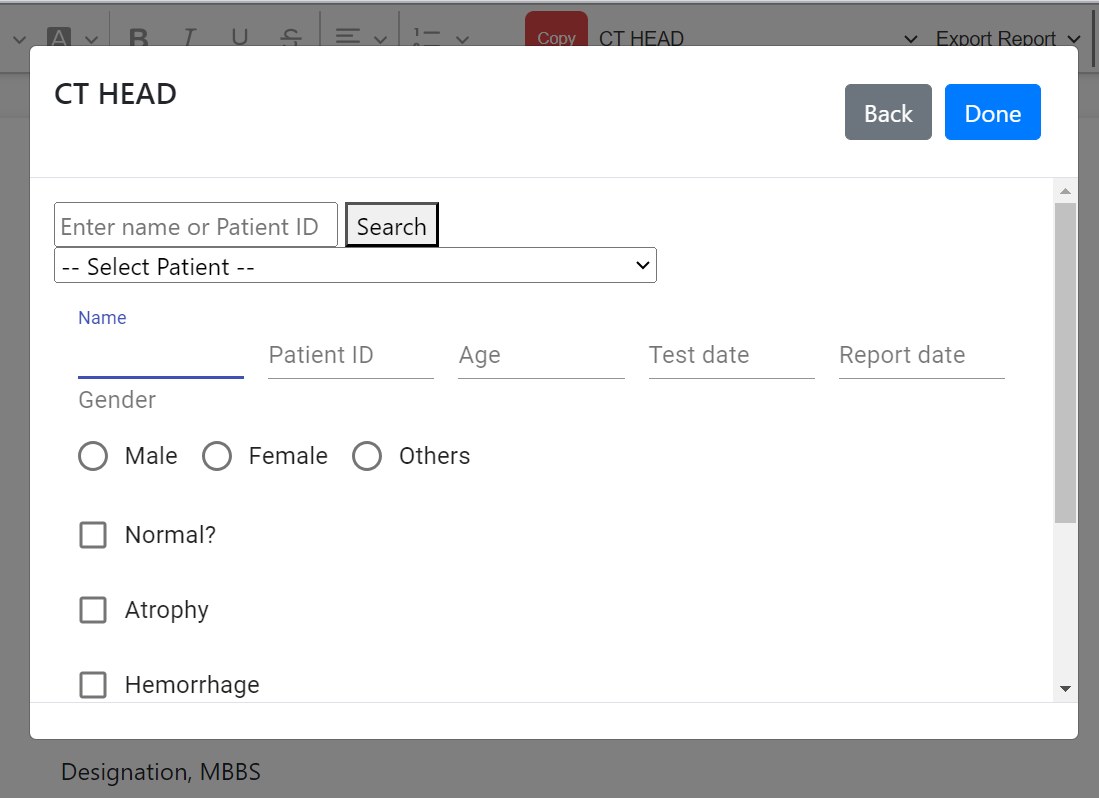 A B I U S Copy CT HEAD Export Report
CT HEAD
Back Done
Enter name or Patient ID Search
-- Select Patient --
Name
Patient ID Age Test date Report date
Gender
Male Female Others
Normal?
Atrophy
Hemorrhage
Designation, MBBS